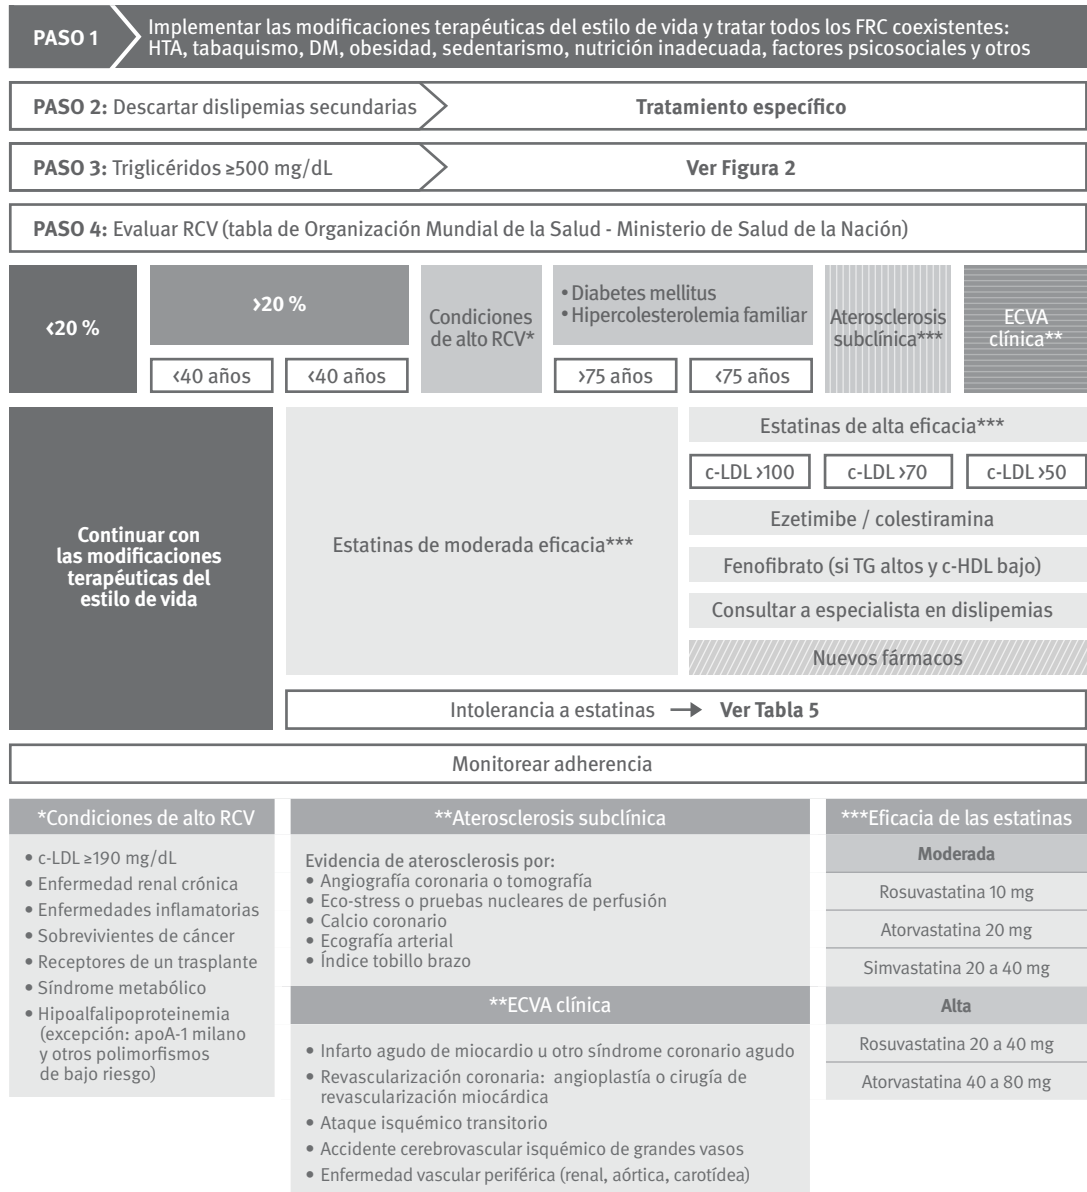 PASO 1
Implementar las modificaciones terapéuticas del estilo de vida y tratar todos los FRC coexistentes:
HTA, tabaquismo, DM, obesidad, sedentarismo, nutrición inadecuada, factores psicosociales y otros
PASO 2: Descartar dislipemias secundarias
Tratamiento específico
PASO 3: Triglicéridos ≥500 mg/dL
Ver Figura 2
PASO 4: Evaluar RCV (tabla de Organización Mundial de la Salud - Ministerio de Salud de la Nación)
<20 %
>20 %
<40 años
<40 años
Condiciones
de alto RCV*
• Diabetes mellitus
• Hipercolesterolemia familiar
>75 años
<75 años
Aterosclerosis
subclínica***
ECVA
clínica**
Continuar con
las modificaciones
terapéuticas del
estilo de vida
Estatinas de moderada eficacia***
Estatinas de alta eficacia***
c-LDL >100
c-LDL >70
c-LDL >50
Ezetimibe / colestiramina
Fenofibrato (si TG altos y c-HDL bajo)
Consultar a especialista en dislipemias
Nuevos fármacos
Intolerancia a estatinas → Ver Tabla 5
Monitorear adherencia
*Condiciones de alto RCV
• c-LDL ≥190 mg/dL
• Enfermedad renal crónica
• Enfermedades inflamatorias
• Sobrevivientes de cáncer
• Receptores de un trasplante
• Síndrome metabólico
• Hipoalfalipoproteinemia
(excepción: apoA-1 milano
y otros polimorfismos
de bajo riesgo)
**Aterosclerosis subclínica
Evidencia de aterosclerosis por:
• Angiografía coronaria o tomografía
• Eco-stress o pruebas nucleares de perfusión
• Calcio coronario
• Ecografía arterial
• Índice tobillo brazo
**ECVA clínica
• Infarto agudo de miocardio u otro síndrome coronario agudo
• Revascularización coronaria: angioplastía o cirugía de
revascularización miocárdica
• Ataque isquémico transitorio
• Accidente cerebrovascular isquémico de grandes vasos
• Enfermedad vascular periférica (renal, aórtica, carotídea)
***Eficacia de las estatinas
Moderada
Rosuvastatina 10 mg
Atorvastatina 20 mg
Simvastatina 20 a 40 mg
Alta
Rosuvastatina 20 a 40 mg
Atorvastatina 40 a 80 mg